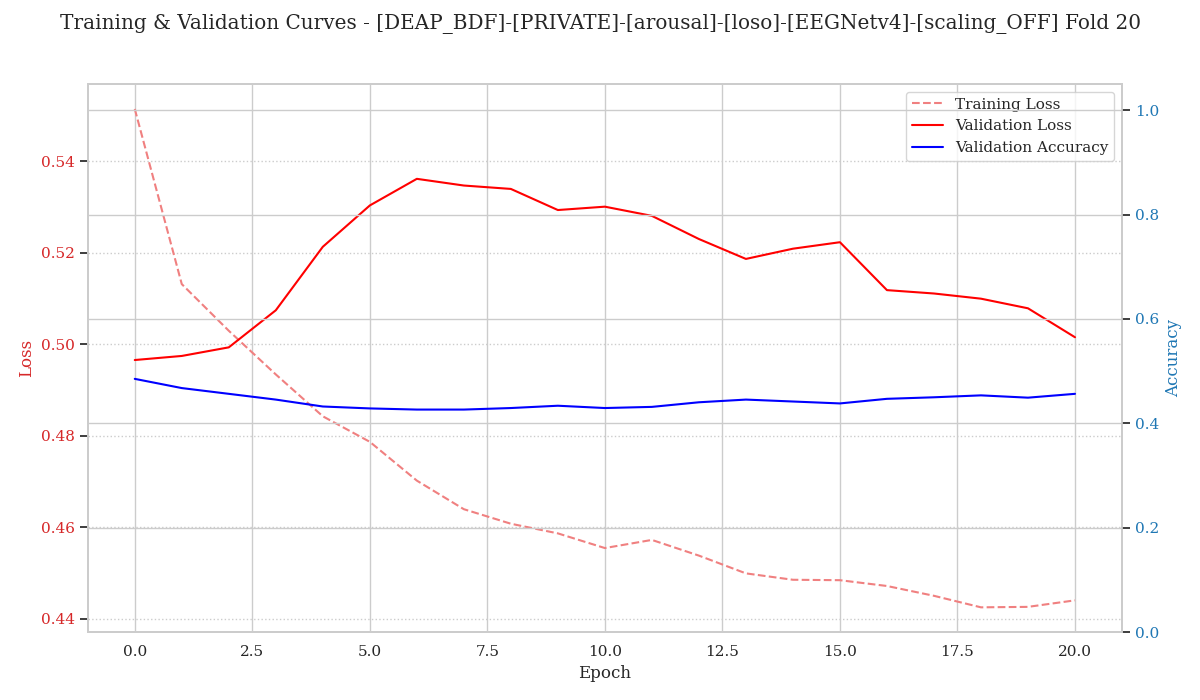 Training & Validation Curves - [DEAP_BDF]-[PRIVATE]-[arousal]-[loso]-[EEGNetv4]-[scaling_OFF] Fold 20
Training Loss
Validation Loss
Validation Accuracy
Loss
0.54
0.52
0.50
0.48
0.46
0.44
1.0
0.8
0.6
0.4
0.2
0.0
Accuracy
0.0 2.5 5.0 7.5 10.0 12.5 15.0 17.5 20.0
Epoch